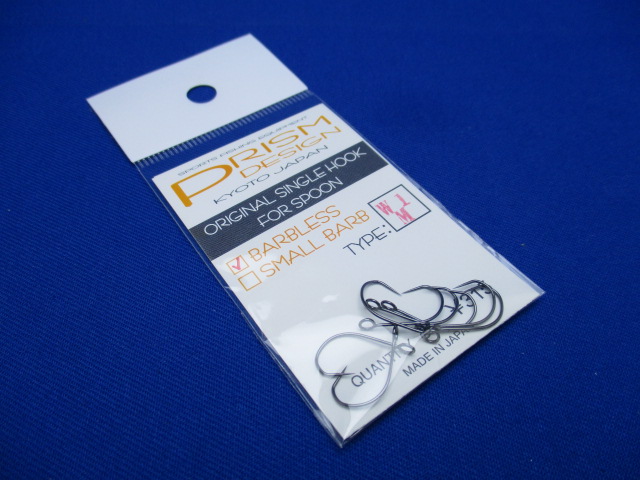 SPORTS FISHING EQUIPMENT
PRISM
DESIGN
KYOTO JAPAN
ORIGINAL SINGLE HOOK
FOR SPOON
BARBLESS
SMALL BARB
TYPE:
QUANTITY
MADE IN JAPAN